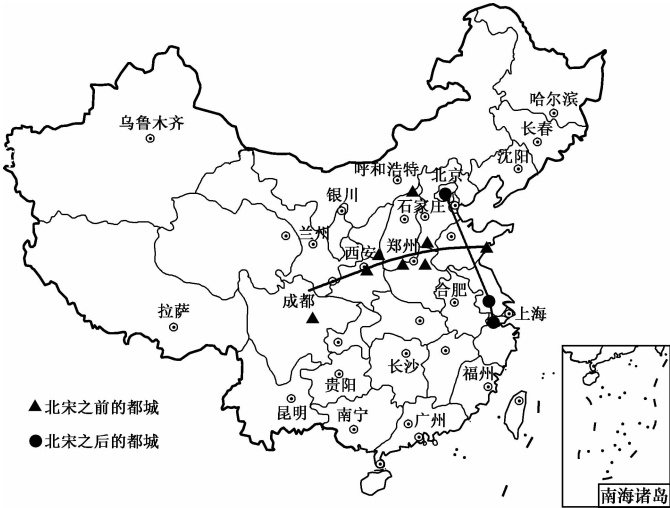 哈尔滨
乌鲁木齐
长春
沈阳
呼和浩特
北京
银川
石家庄
兰州
西安
郑州
成都
合肥
拉萨
上海
长沙
贵阳
福州
昆明
南宁
广州
▲北宋之前的都城
●北宋之后的都城
南海诸岛